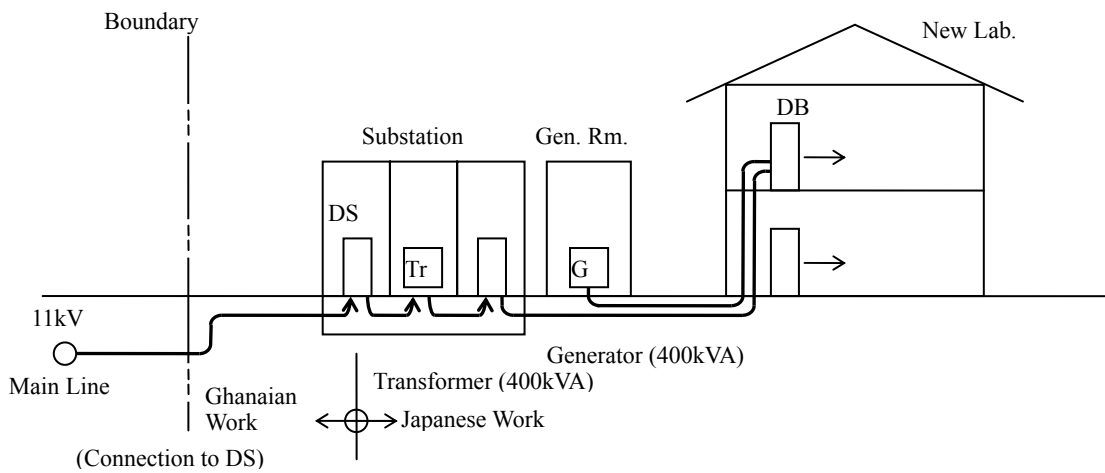 Boundary
New Lab.
DB
Substation
Gen. Rm.
DS
Tr
G
11kV
Main Line
Generator (400kVA)
Transformer (400kVA)
Ghanaian
Work
Japanese Work
(Connection to DS)